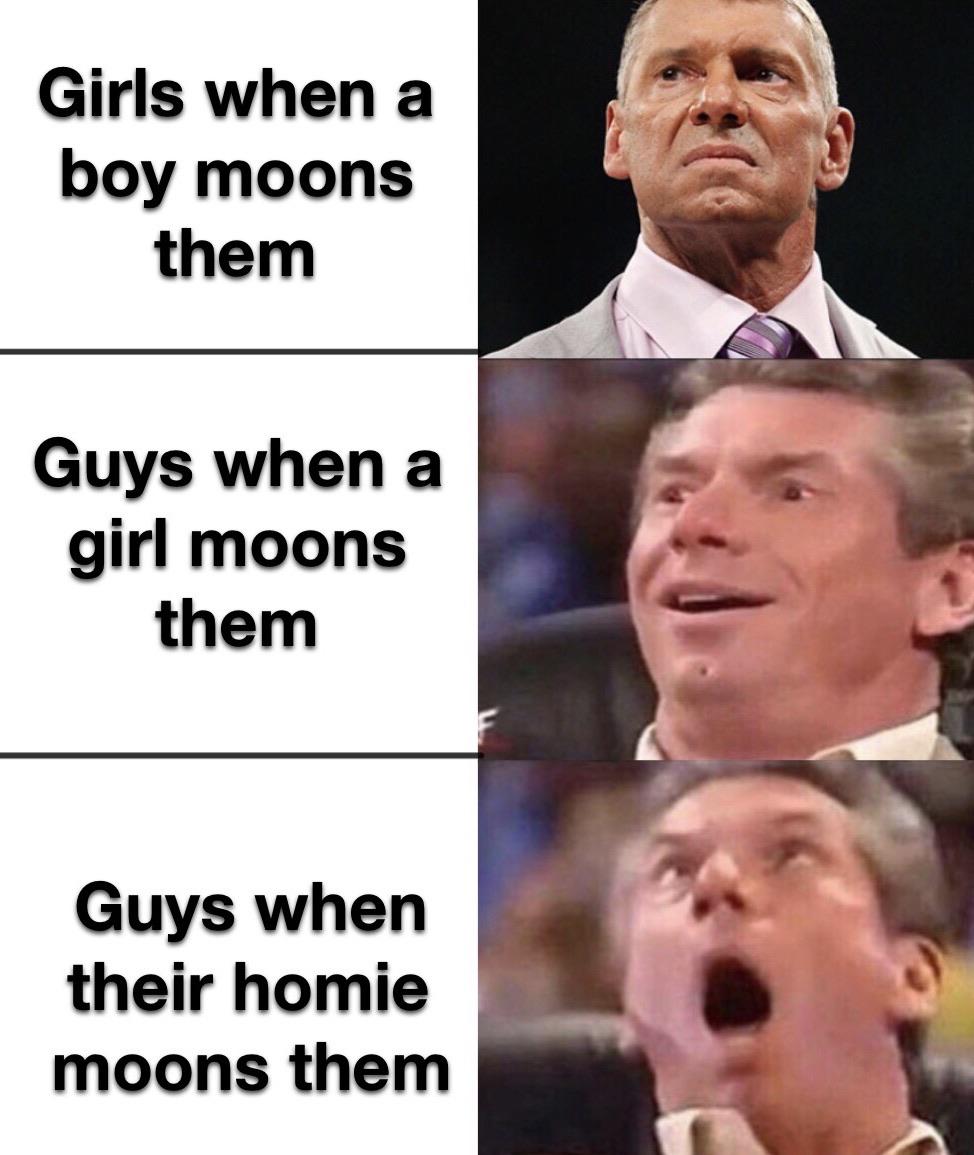 Girls when a
boy moons
them
Guys when a
girl moons
them
Guys when
their homie
moons them